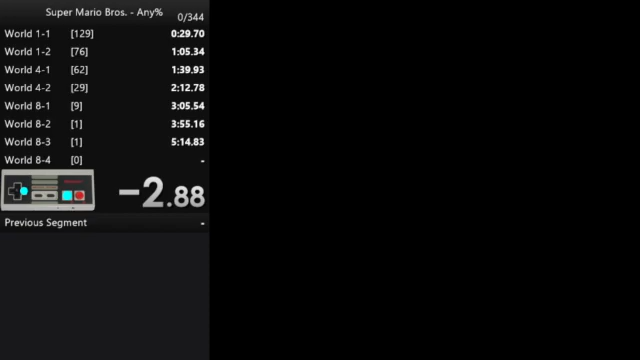 Super Mario Bros. - Any%
0/344
World 1-1 [129] 0:29.70
World 1-2 [76] 1:05.34
World 4-1 [62] 1:39.93
World 4-2 [29] 2:12.78
World 8-1 [9] 3:05.54
World 8-2 [1] 3:55.16
World 8-3 [1] 5:14.83
World 8-4 [0] -
-2.88
Previous Segment -